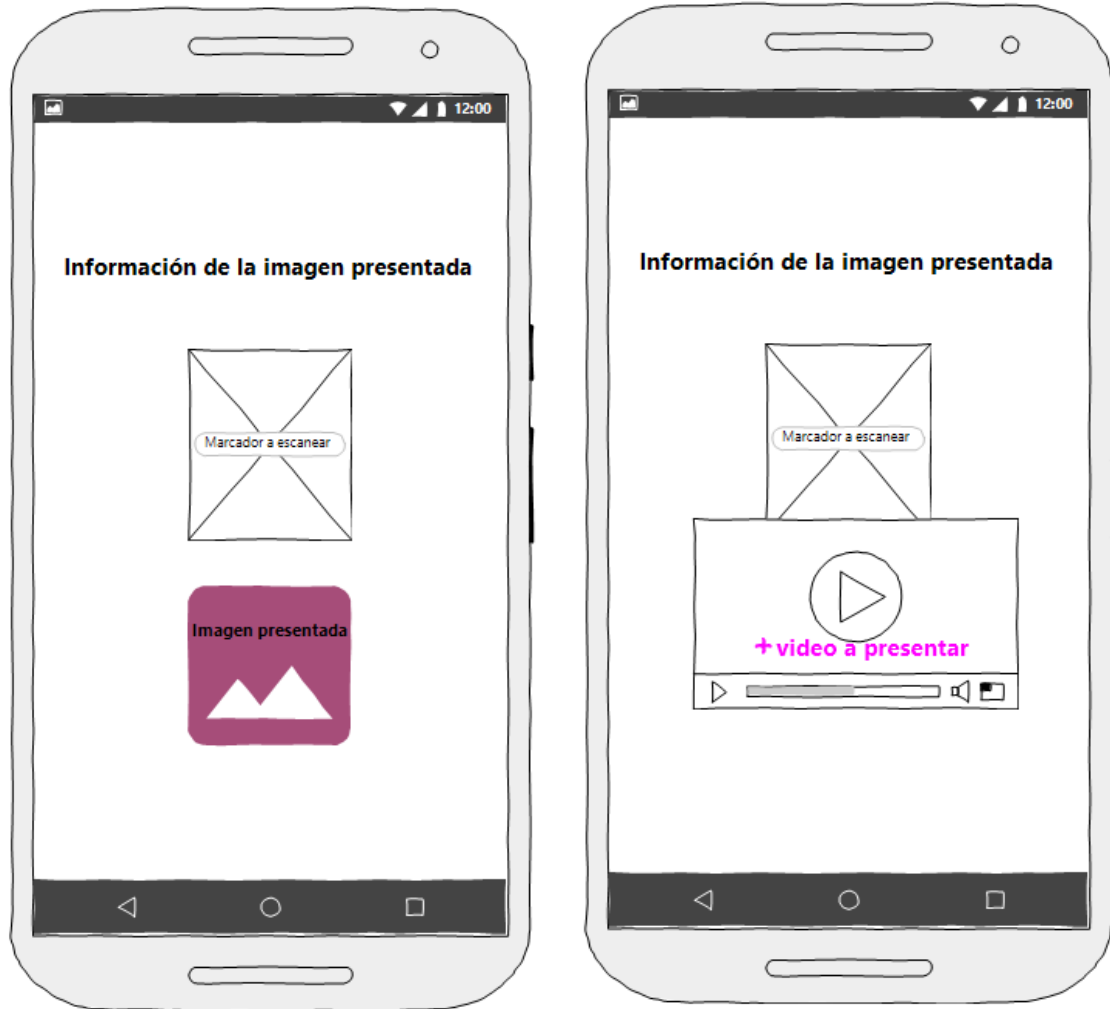 12:00
Información de la imagen presentada
Marcador a escanear
Imagen presentada
12:00
Información de la imagen presentada
Marcador a escanear
+ video a presentar